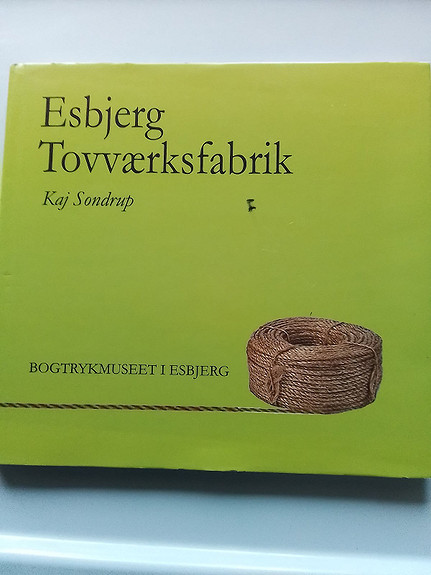 Esbjerg
Tovværksfabrik
Kaj Sondrup
BOGTRYKMUSEET I ESBJERG